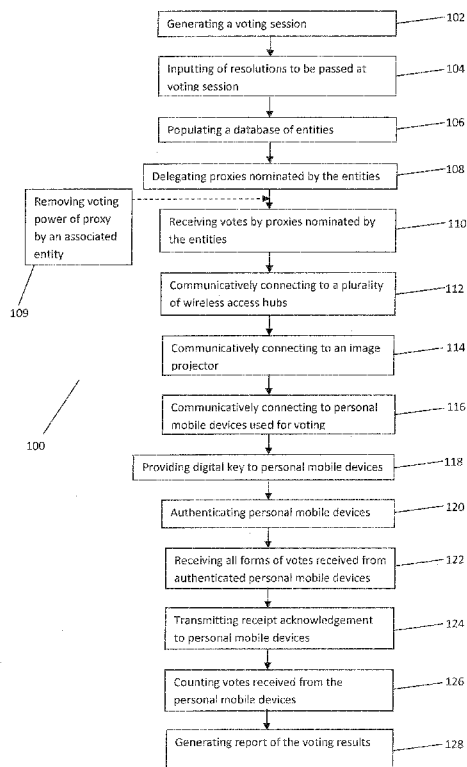 Generating a voting session
102
Inputting of resolutions to be passed at
voting session
104
Populating a database of entities
106
Delegating proxies nominated by the entities
108
Removing voting
power of proxy
by an associated
entity
109
Receiving votes by proxies nominated by
the entities
110
Communicatively connecting to a plurality
of wireless access hubs
112
Communicatively connecting to an image
projector
114
100
Communicatively connecting to personal
mobile devices used for voting
116
Providing digital key to personal mobile devices
118
Authenticating personal mobile devices
120
Receiving all forms of votes received from
authenticated personal mobile devices
122
Transmitting receipt acknowledgement
to personal mobile devices
124
Counting votes received from the
personal mobile devices
126
Generating report of the voting results
128